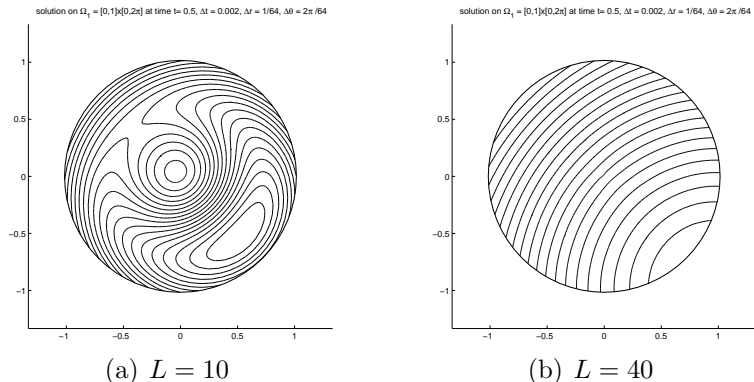 solution on Ω₁ = [0,1]x[0,2π] at time t= 0.5, Δt = 0.002, Δr = 1/64, Δθ = 2π /64
1
0.5
0
−0.5
−1
−1 −0.5 0 0.5 1
(a) L = 10
solution on Ω₁ = [0,1]x[0,2π] at time t= 0.5, Δt = 0.002, Δr = 1/64, Δθ = 2π /64
1
0.5
0
−0.5
−1
−1 −0.5 0 0.5 1
(b) L = 40